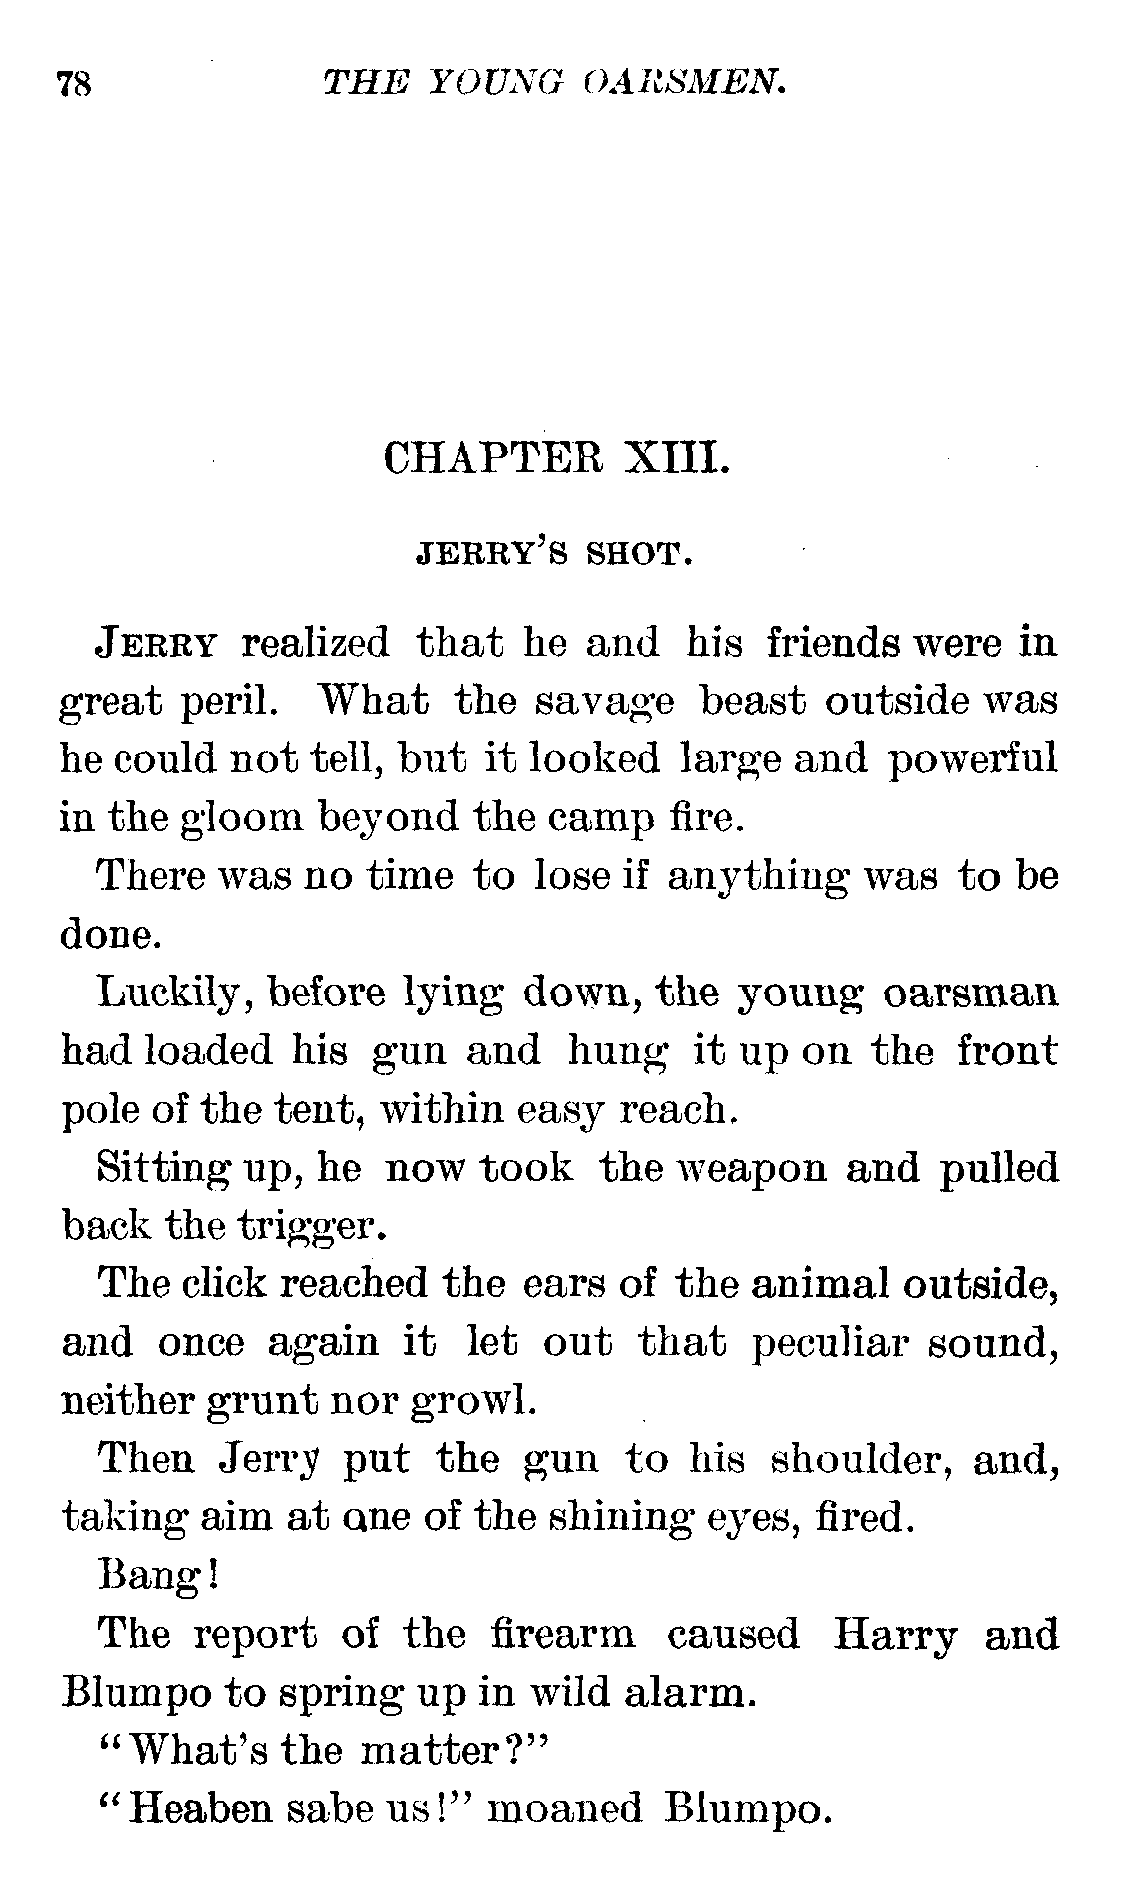 78 THE YOUNG OARSMEN.
CHAPTER XIII.
JERRY'S SHOT.
JERRY realized that he and his friends were in
great peril. What the savage beast outside was
he could not tell, but it looked large and powerful
in the gloom beyond the camp fire.
There was no time to lose if anything was to be
done.
Luckily, before lying down, the young oarsman
had loaded his gun and hung it up on the front
pole of the tent, within easy reach.
Sitting up, he now took the weapon and pulled
back the trigger.
The click reached the ears of the animal outside,
and once again it let out that peculiar sound,
neither grunt nor growl.
Then Jerry put the gun to his shoulder, and,
taking aim at one of the shining eyes, fired.
Bang!
The report of the firearm caused Harry and
Blumpo to spring up in wild alarm.
"What's the matter?"
"Heaben sabe us!" moaned Blumpo.